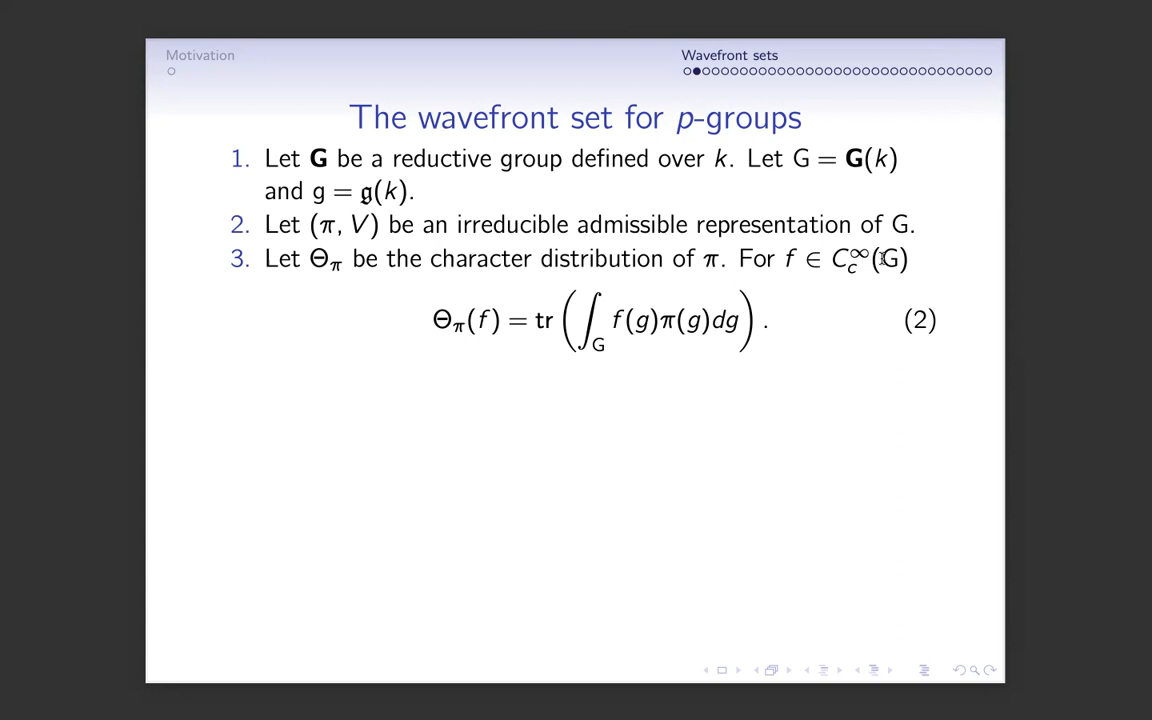 Motivation
Wavefront sets
The wavefront set for p-groups
1. Let G be a reductive group defined over k. Let G = G(k)
and g = 𝔤(k).
2. Let (π, V) be an irreducible admissible representation of G.
3. Let Θ_π be the character distribution of π. For f ∈ C_c^∞(G)
Θ_π(f) = tr (∫_G f(g)π(g)dg) . (2)